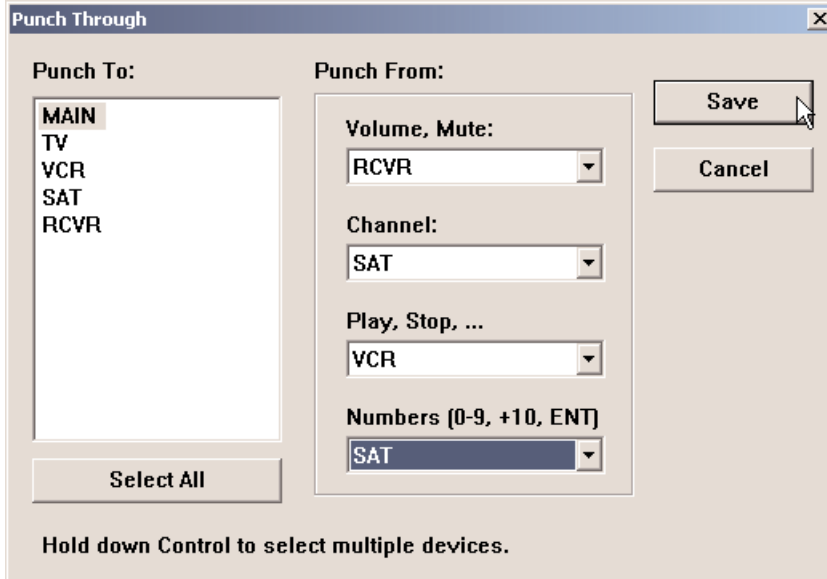 Punch Through
Punch To:
MAIN
TV
VCR
SAT
RCVR
Select All
Punch From:
Volume, Mute:
RCVR
Channel:
SAT
Play, Stop, ...
VCR
Numbers (0-9, +10, ENT)
SAT
Save
Cancel
Hold down Control to select multiple devices.